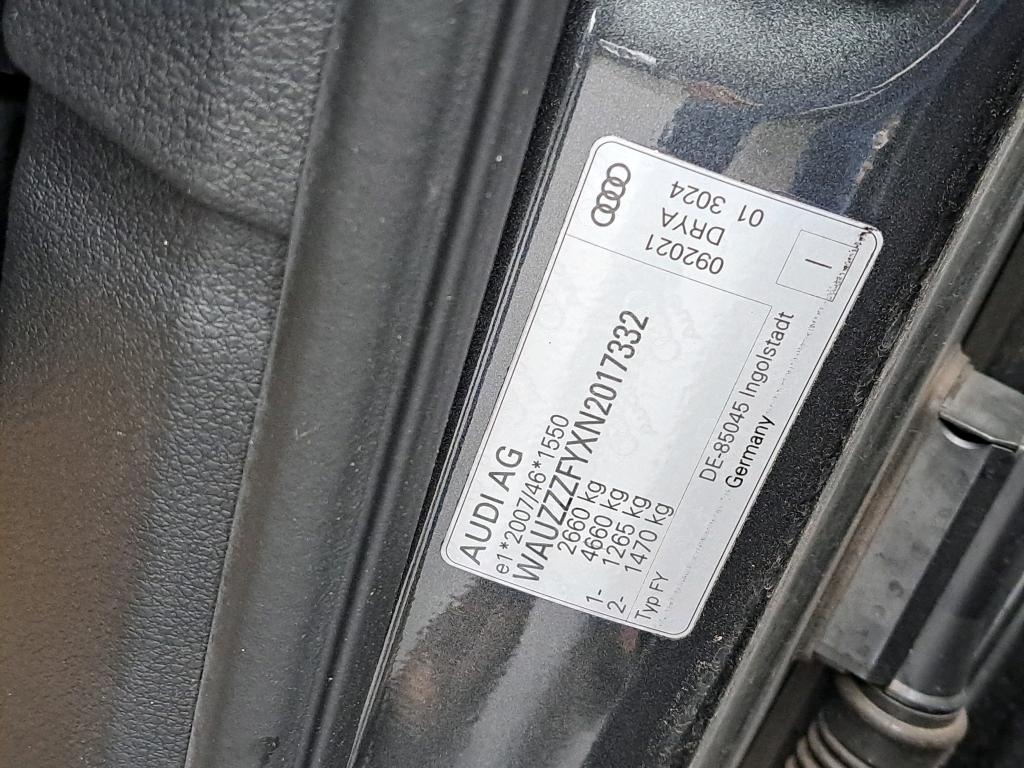 AUDI AG
e1*2007/46*1550
WAUZZZFYXN2017332
2660 kg
4660 kg
1- 1265 kg
2- 1470 kg
Typ FY
DE-85045 Ingolstadt
Germany
092021
DRYA
01 3024
I